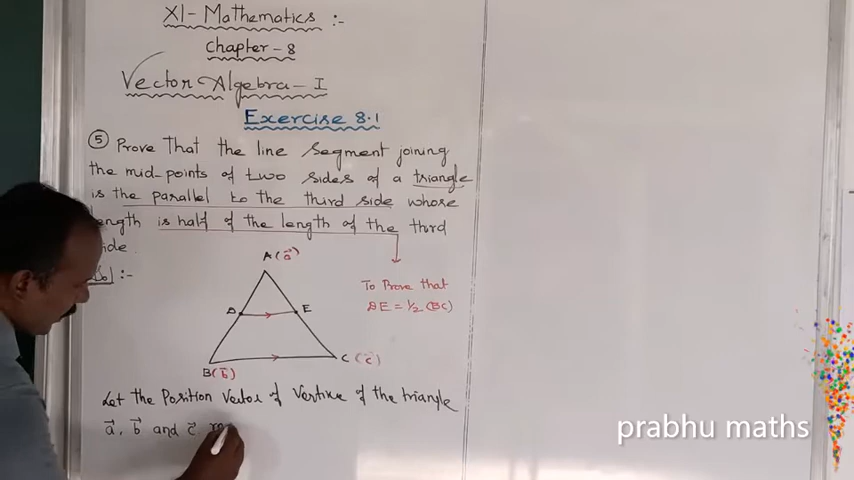 XI- Mathematics :-
Chapter - 8
Vector Algebra - I
Exercise 8.1
⑤ Prove that the line Segment joining
the mid-points of two sides of a triangle
is the parallel to the third side whose
length is half of the length of the third
side
:-
A(a⃗)
To Prove that
D E
DE = 1/2 (BC)
B(b⃗) C(c⃗)
Let the Position Vector of Vertice of the triangle
a⃗, b⃗ and c⃗
prabhu maths